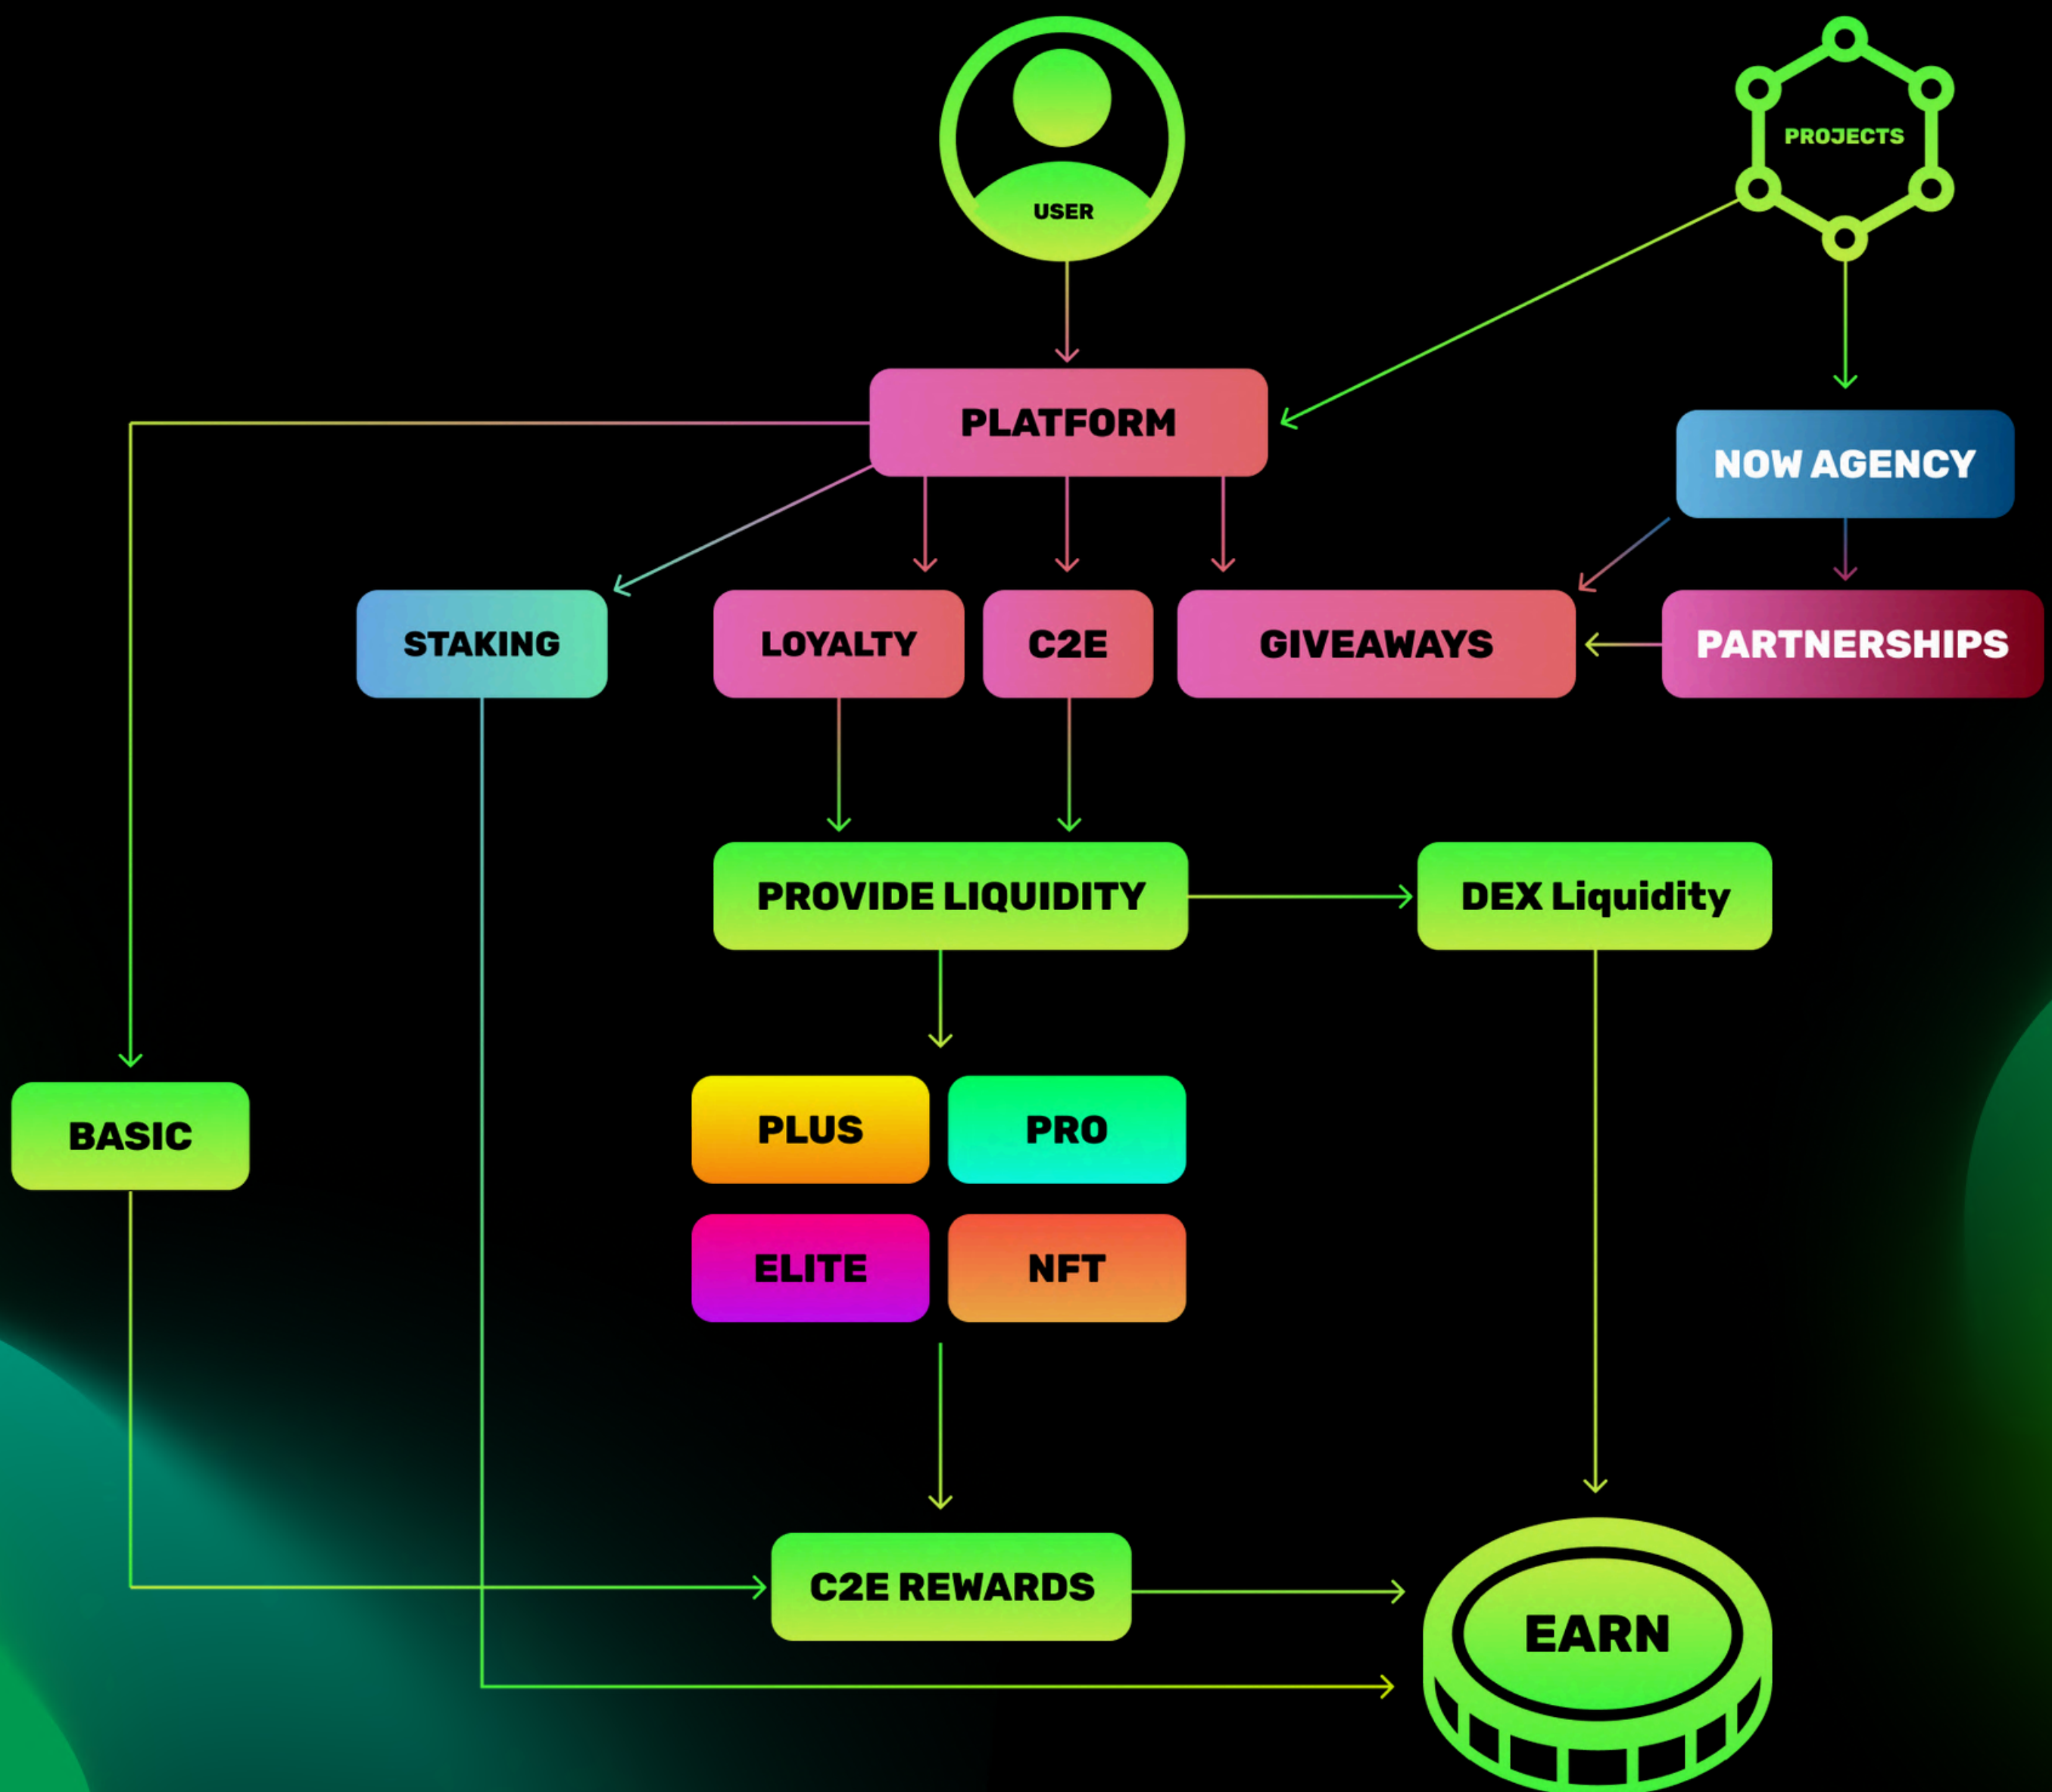 USER
PROJECTS
PLATFORM
NOW AGENCY
STAKING
LOYALTY
C2E
GIVEAWAYS
PARTNERSHIPS
PROVIDE LIQUIDITY
DEX Liquidity
BASIC
PLUS
PRO
ELITE
NFT
C2E REWARDS
EARN